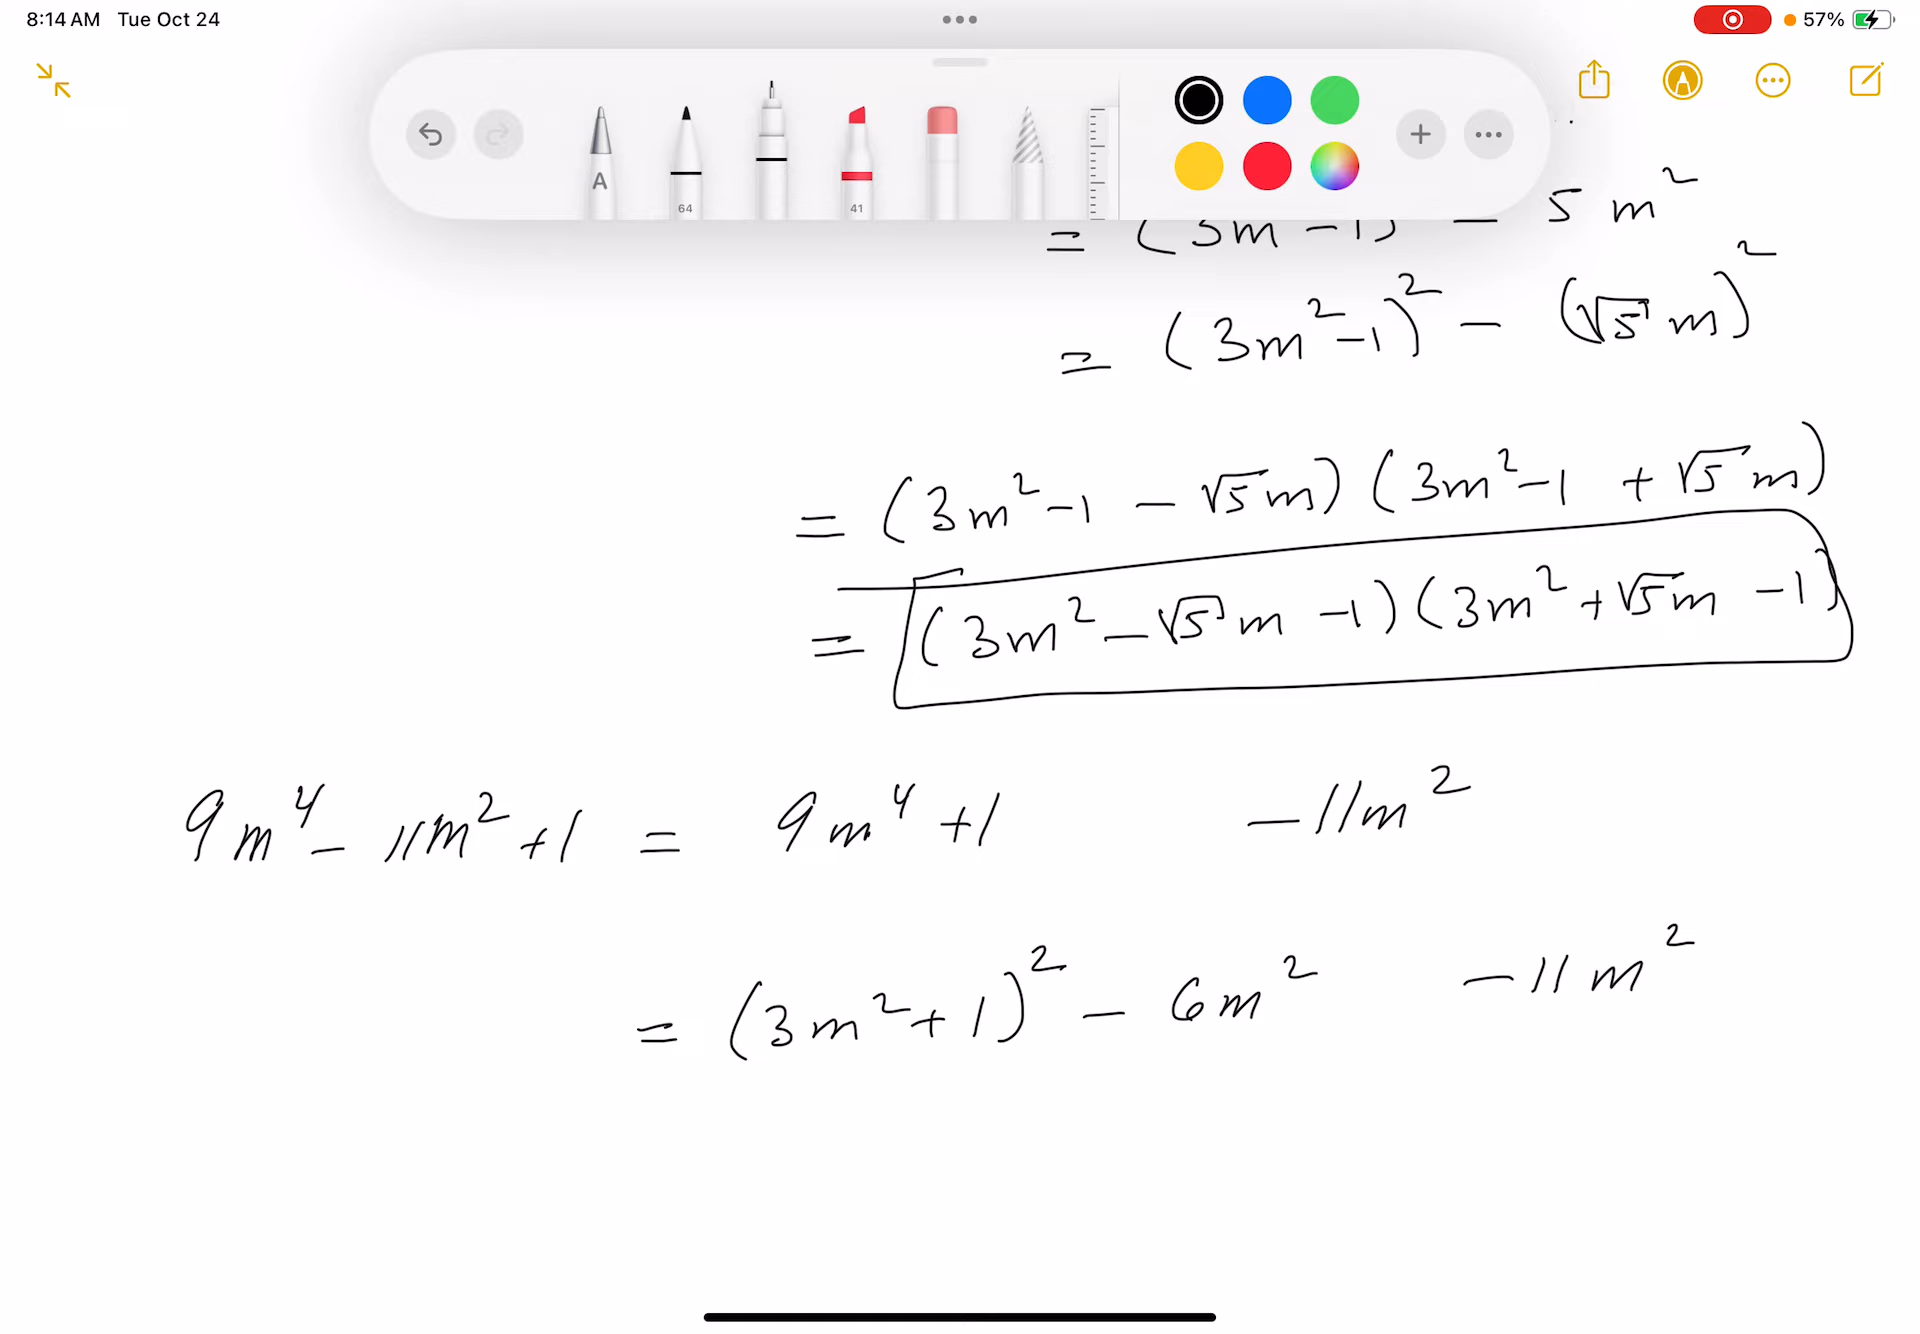 8:14 AM Tue Oct 24
57%
A
64
41
= (3m - 1) - 5m²
= (3m²-1)² - (√5 m)²
= (3m²-1 - √5 m)(3m²-1 + √5 m)
= (3m² - √5 m - 1)(3m² + √5 m - 1)
9m⁴ - 11m² + 1 = 9m⁴ + 1 - 11m²
= (3m² + 1)² - 6m² - 11m²